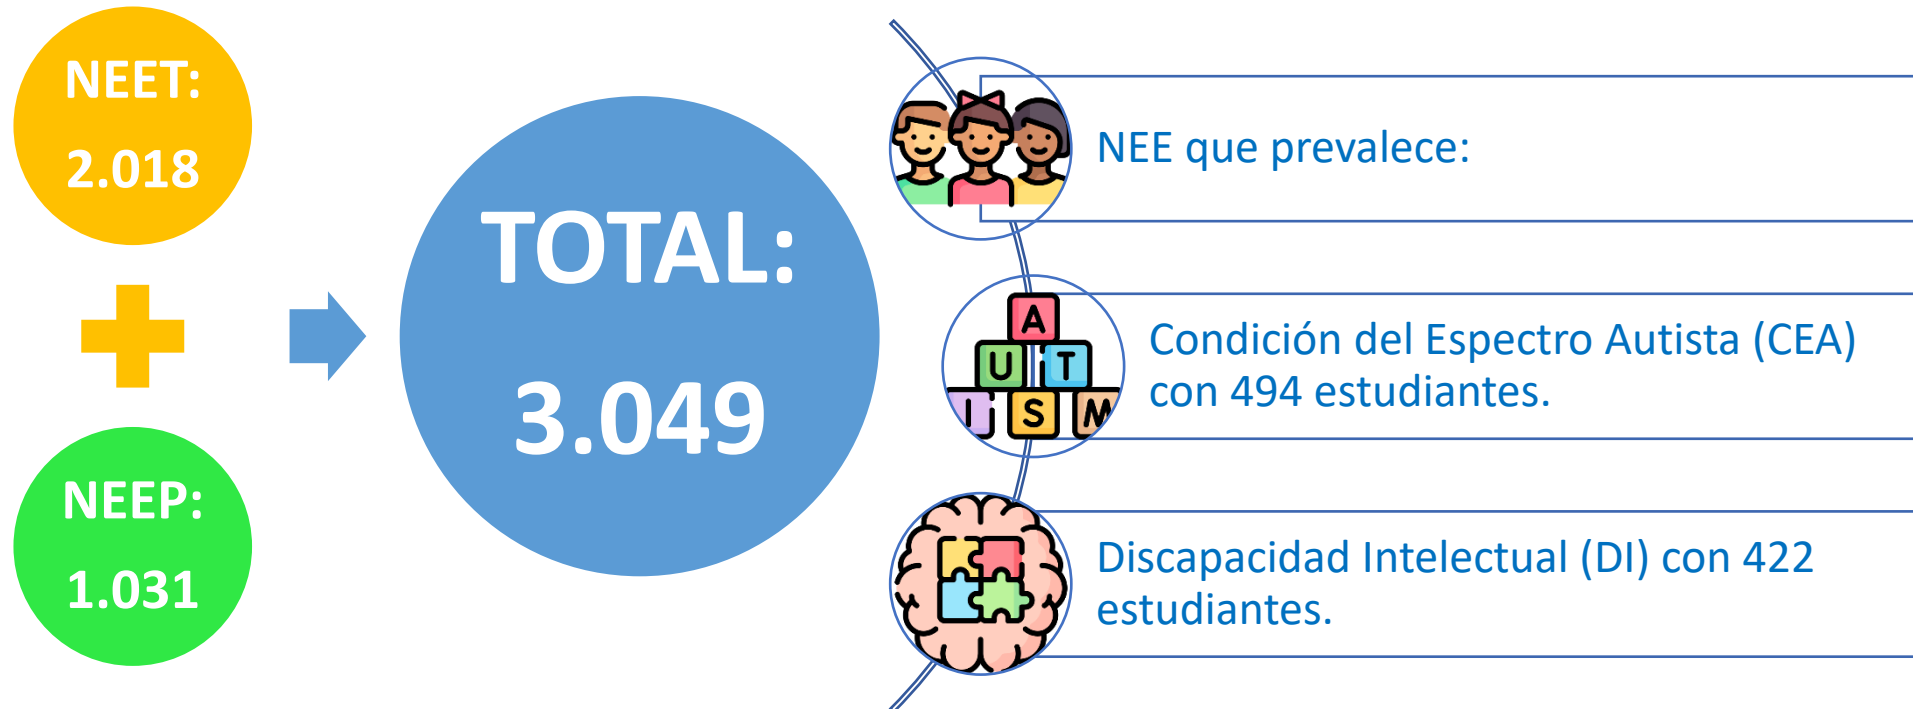 NEET:
2.018
NEEP:
1.031
TOTAL:
3.049
NEE que prevalece:
A
U T
I S M
Condición del Espectro Autista (CEA)
con 494 estudiantes.
Discapacidad Intelectual (DI) con 422
estudiantes.